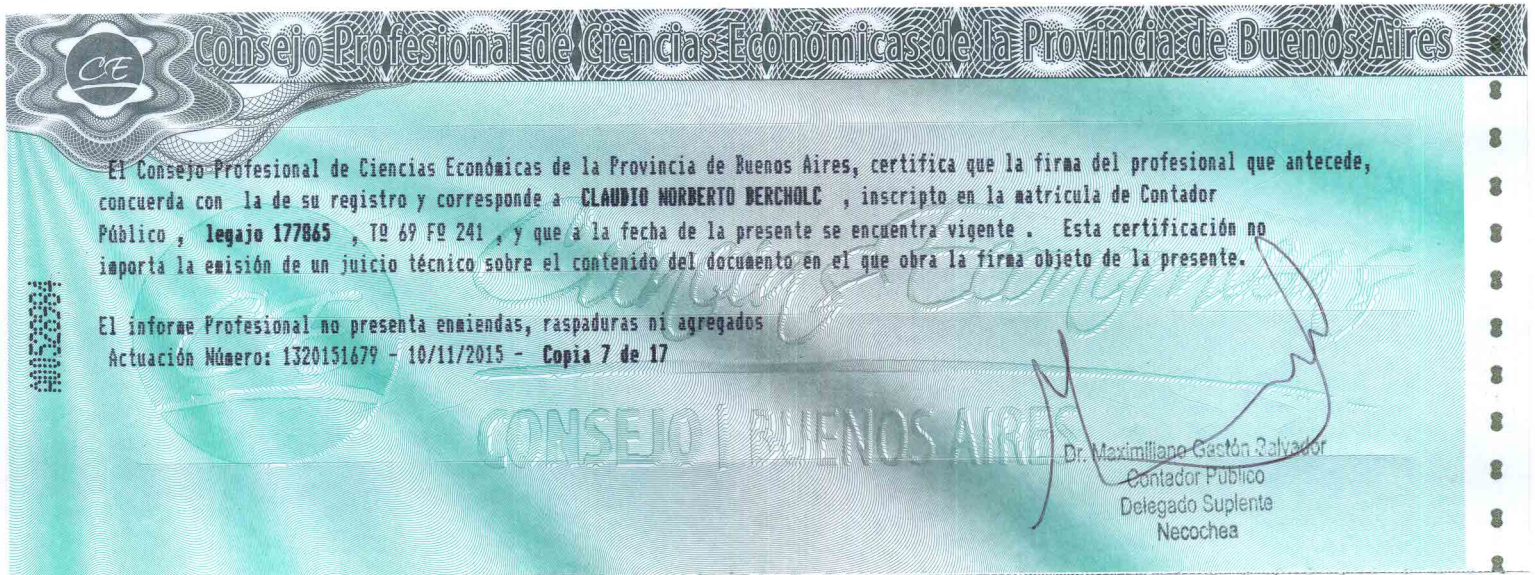 CE
Consejo Profesional de Ciencias Económicas de la Provincia de Buenos Aires
El Consejo Profesional de Ciencias Económicas de la Provincia de Buenos Aires, certifica que la firma del profesional que antecede,
concuerda con la de su registro y corresponde a CLAUDIO NORBERTO BERCHOLC , inscripto en la matrícula de Contador
Público , legajo 177865 , Tº 69 Fº 241 , y que a la fecha de la presente se encuentra vigente . Esta certificación no
importa la emisión de un juicio técnico sobre el contenido del documento en el que obra la firma objeto de la presente.
El informe Profesional no presenta enmiendas, raspaduras ni agregados
Actuación Número: 1320151679 - 10/11/2015 - Copia 7 de 17
Ciencias Económicas
CONSEJO | BUENOS AIRES
Dr. Maximiliano Gastón Salvador
Contador Público
Delegado Suplente
Necochea